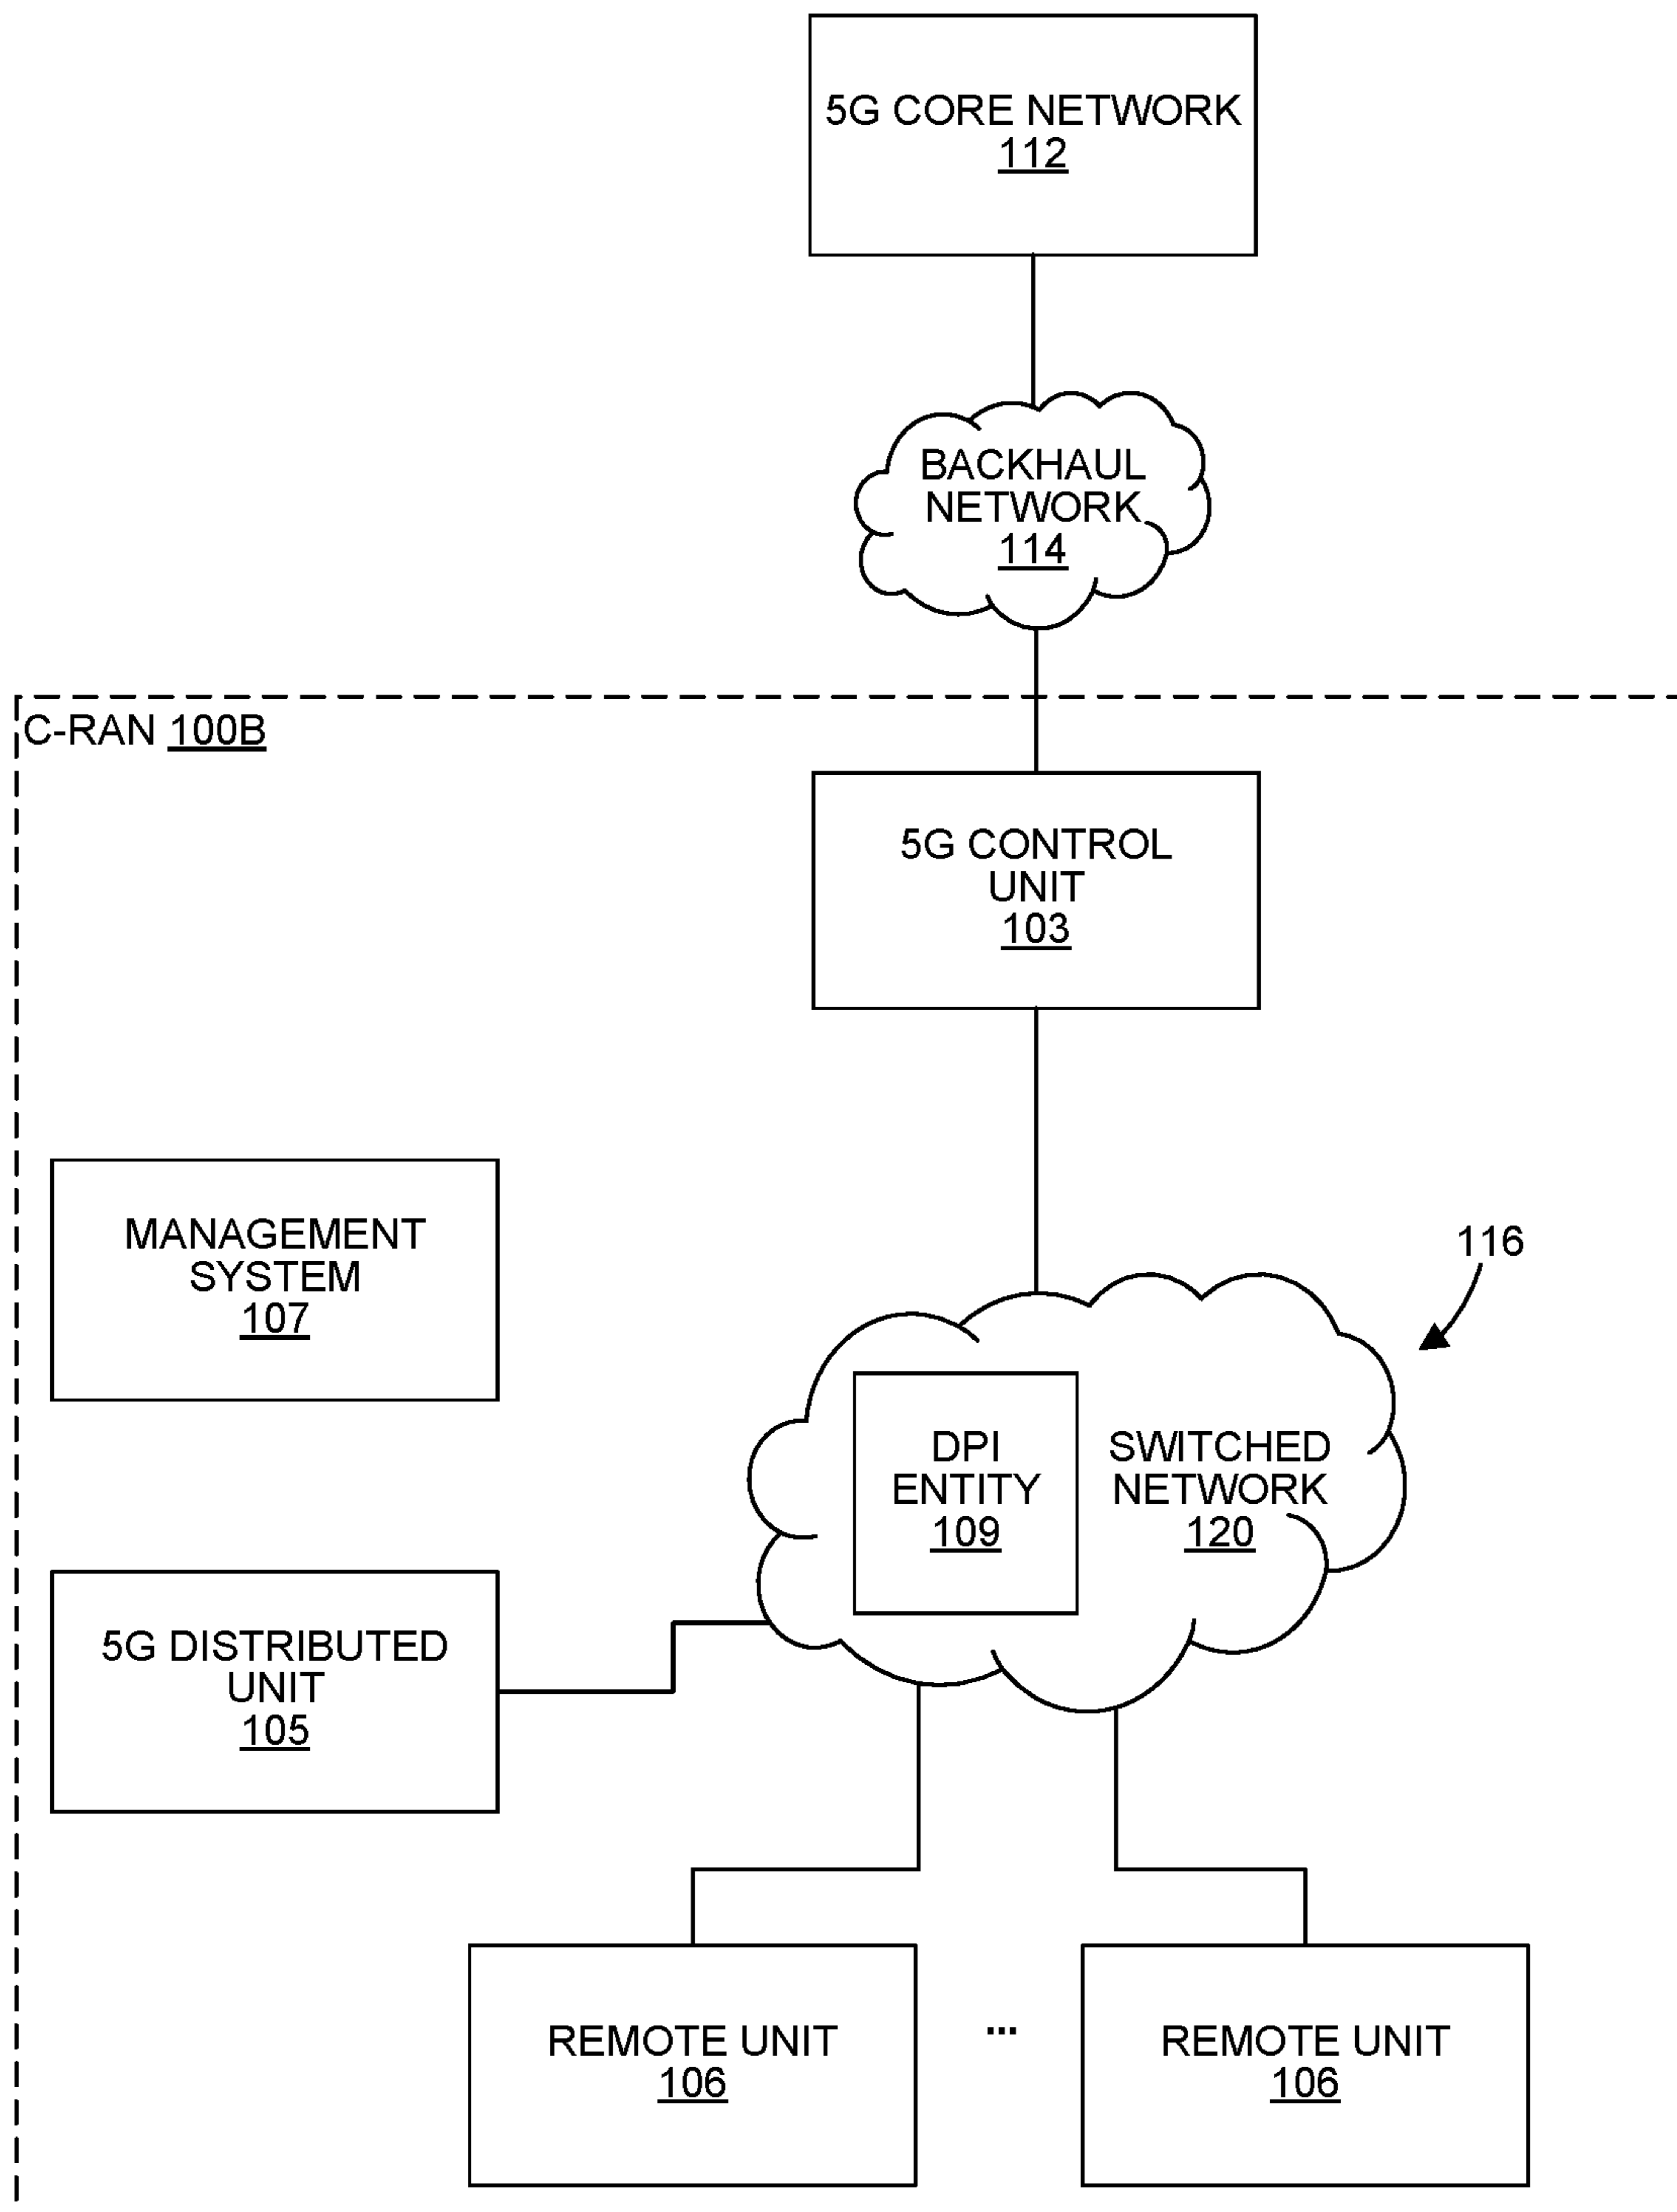 5G CORE NETWORK
112
BACKHAUL
NETWORK
114
C-RAN 100B
5G CONTROL
UNIT
103
MANAGEMENT
SYSTEM
107
116
DPI
ENTITY
109
SWITCHED
NETWORK
120
5G DISTRIBUTED
UNIT
105
REMOTE UNIT
106
...
REMOTE UNIT
106